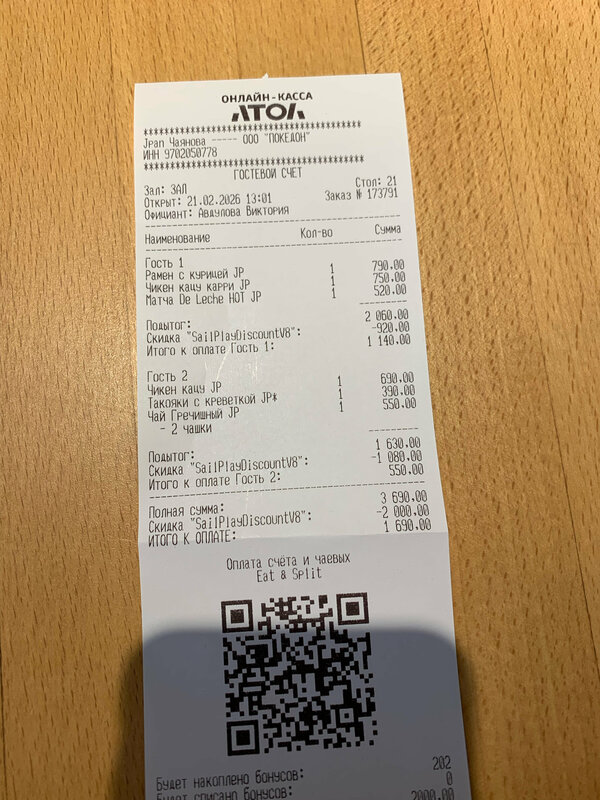 ОНЛАЙН-КАССА
АТОЛ
Jpan Чаянова ----- ООО "ПОКЕДОН"
ИНН 9702050778
ГОСТЕВОЙ СЧЕТ
Зал: ЗАЛ Стол: 21
Открыт: 21.02.2026 13:01 Заказ № 173791
Официант: Авдулова Виктория
Наименование Кол-во Сумма
Гость 1
Рамен с курицей JP 1 790.00
Чикен кацу карри JP 1 750.00
Матча De Leche HOT JP 1 520.00
Подытог: 2 060.00
Скидка "SailPlayDiscountV8": -920.00
Итого к оплате Гость 1: 1 140.00
Гость 2
Чикен кацу JP 1 690.00
Такояки с креветкой JP* 1 390.00
Чай Гречишный JP 1 550.00
- 2 чашки
Подытог: 1 630.00
Скидка "SailPlayDiscountV8": -1 080.00
Итого к оплате Гость 2: 550.00
Полная сумма: 3 690.00
Скидка "SailPlayDiscountV8": -2 000.00
ИТОГО К ОПЛАТЕ: 1 690.00
Оплата счёта и чаевых
Eat & Split
Будет накоплено бонусов: 202
0
Будет списано бонусов: 2000.00